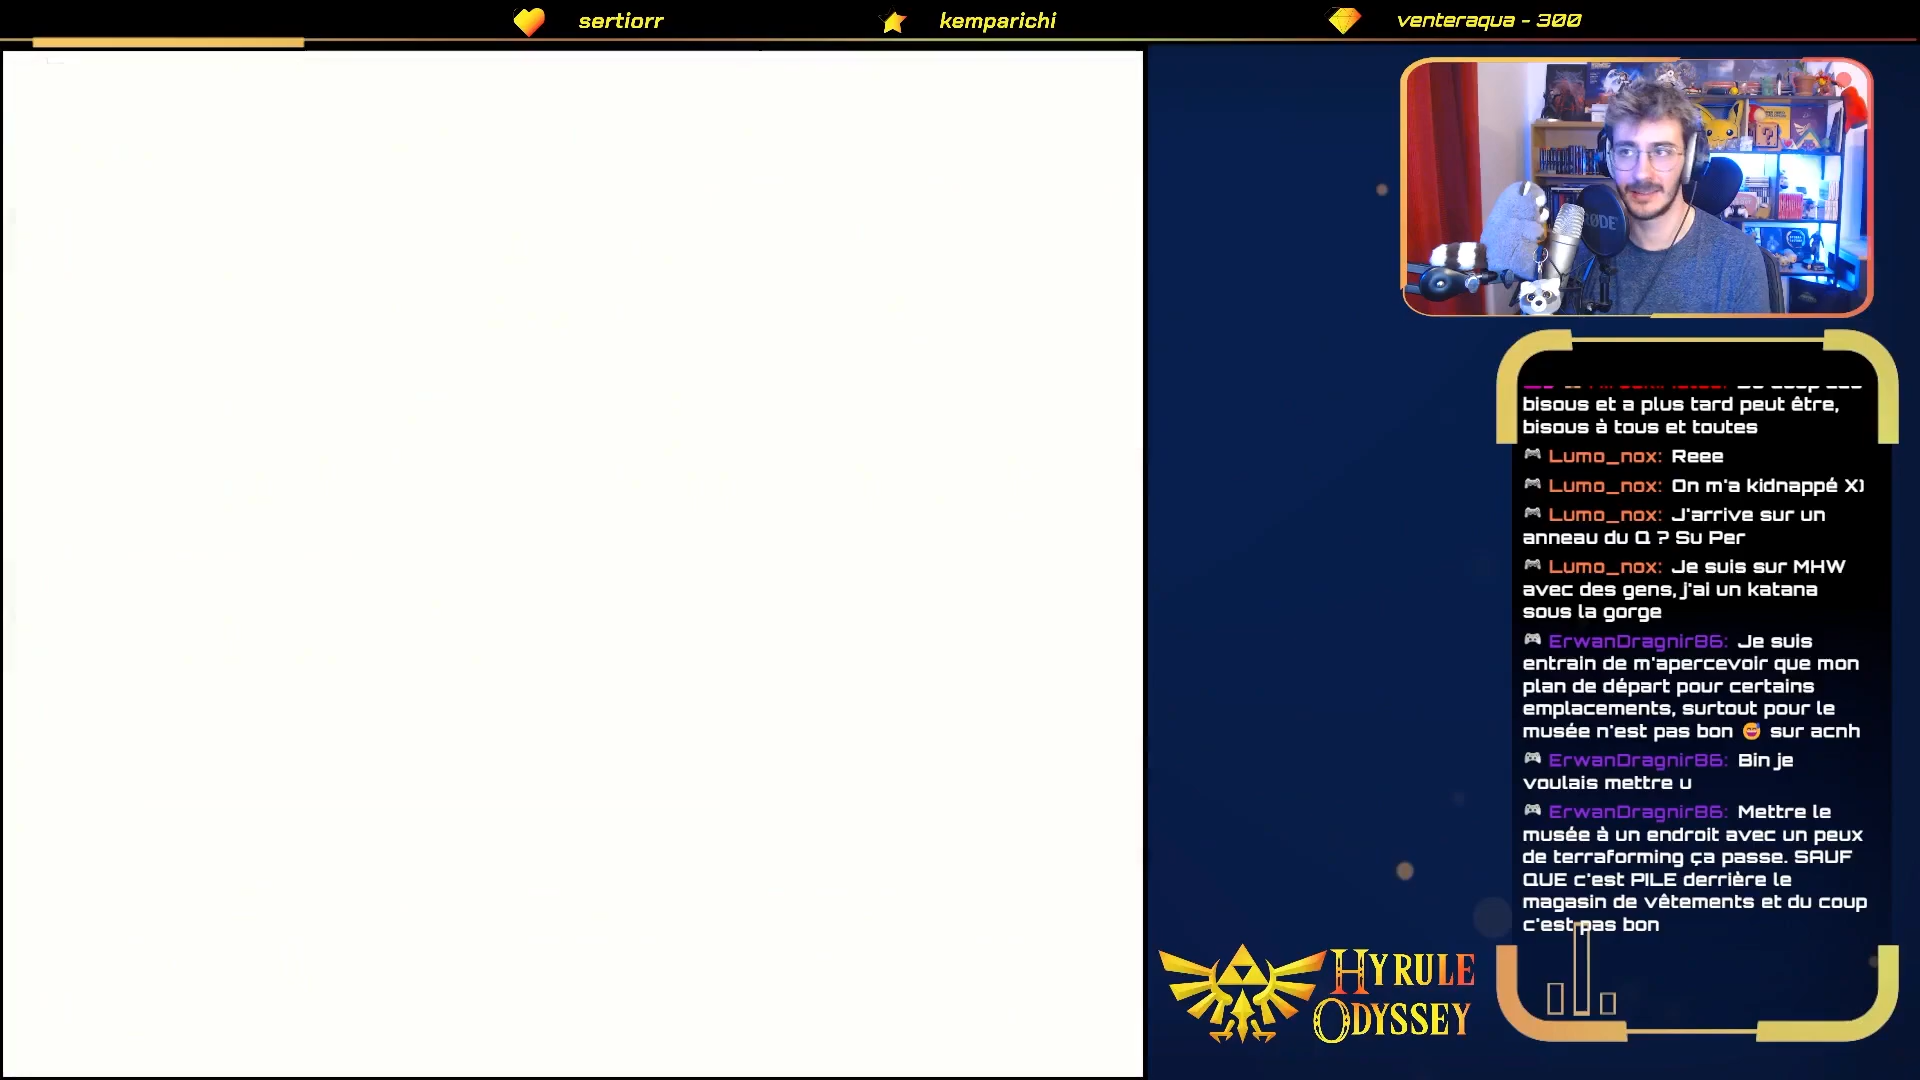 sertiorr
kemparichi
venteraqua - 300
RØDE
bisous et a plus tard peut être,
bisous à tous et toutes
Lumo_nox: Reee
Lumo_nox: On m'a kidnappé X)
Lumo_nox: J'arrive sur un
anneau du Q ? Su Per
Lumo_nox: Je suis sur MHW
avec des gens, j'ai un katana
sous la gorge
ErwanDragnir86: Je suis
entrain de m'apercevoir que mon
plan de départ pour certains
emplacements, surtout pour le
musée n'est pas bon 😅 sur acnh
ErwanDragnir86: Bin je
voulais mettre u
ErwanDragnir86: Mettre le
musée à un endroit avec un peux
de terraforming ça passe. SAUF
QUE c'est PILE derrière le
magasin de vêtements et du coup
c'est pas bon
HYRULE
ODYSSEY